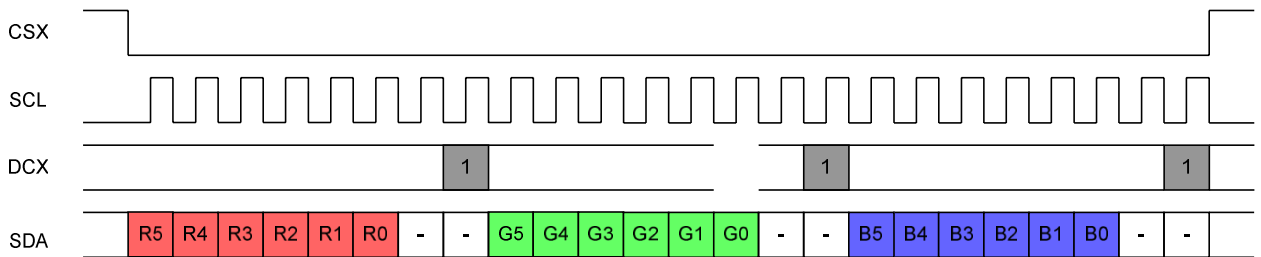 CSX
SCL
DCX 1 1 1
SDA R5 R4 R3 R2 R1 R0 - - G5 G4 G3 G2 G1 G0 - - B5 B4 B3 B2 B1 B0 - -